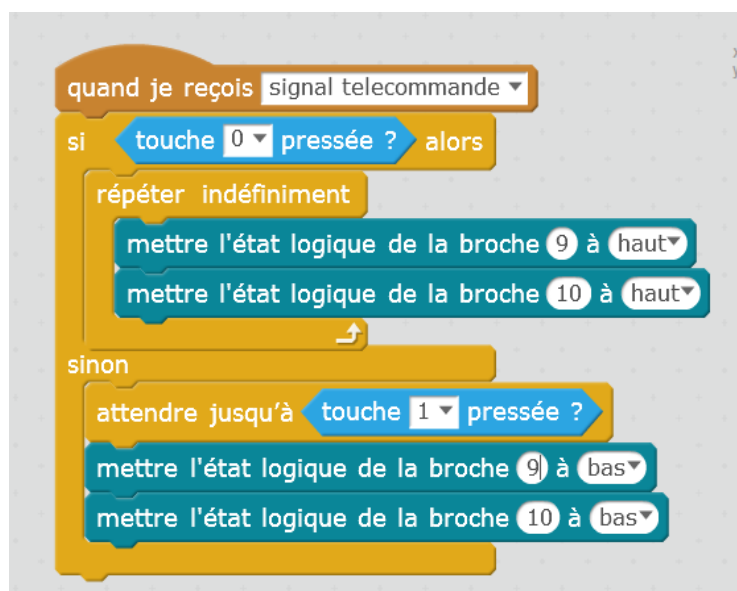 quand je reçois signal telecommande
si touche 0 pressée ? alors
répéter indéfiniment
mettre l'état logique de la broche 9 à haut
mettre l'état logique de la broche 10 à haut
sinon
attendre jusqu'à touche 1 pressée ?
mettre l'état logique de la broche 9 à bas
mettre l'état logique de la broche 10 à bas